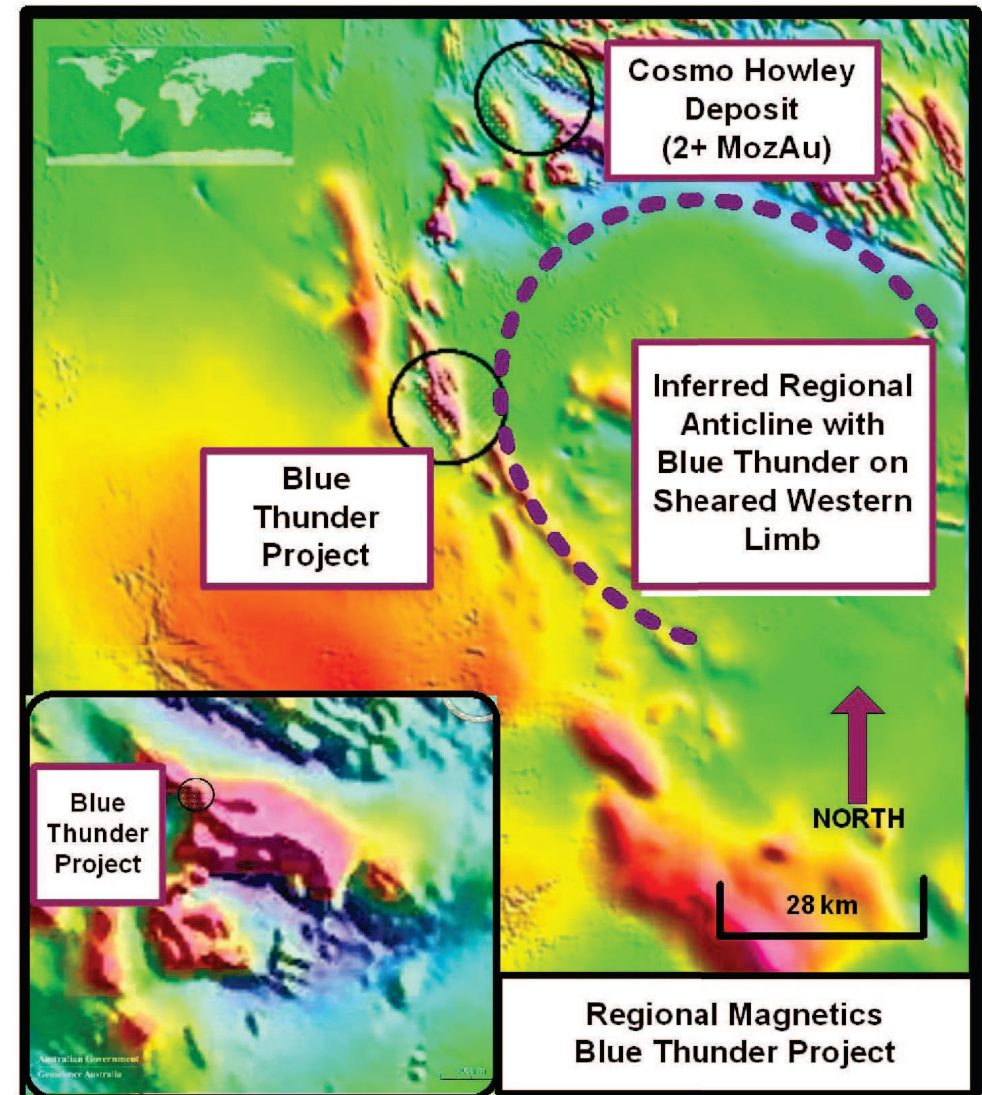 Cosmo Howley
Deposit
(2+ MozAu)
Inferred Regional
Anticline with
Blue Thunder on
Sheared Western
Limb
Blue
Thunder
Project
NORTH
28 km
Blue
Thunder
Project
Australian Government
Geoscience Australia
Regional Magnetics
Blue Thunder Project